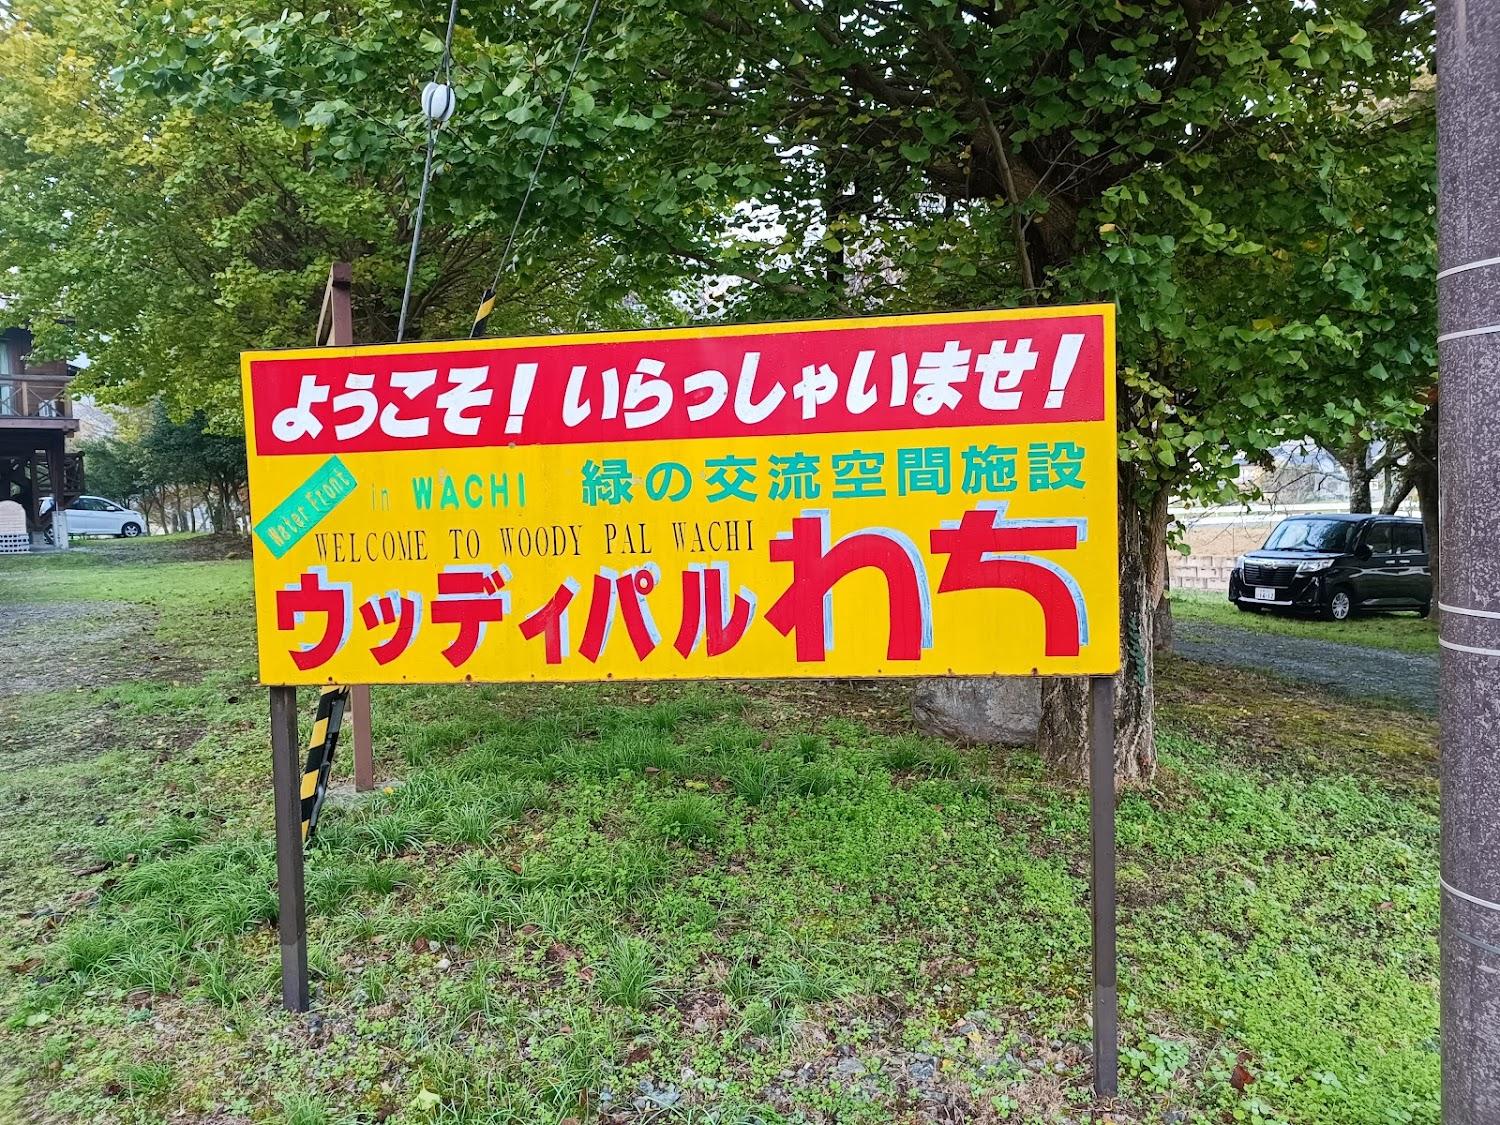 ようこそ！いらっしゃいませ！
Water Front in WACHI 緑の交流空間施設
WELCOME TO WOODY PAL WACHI
ウッディパルわち